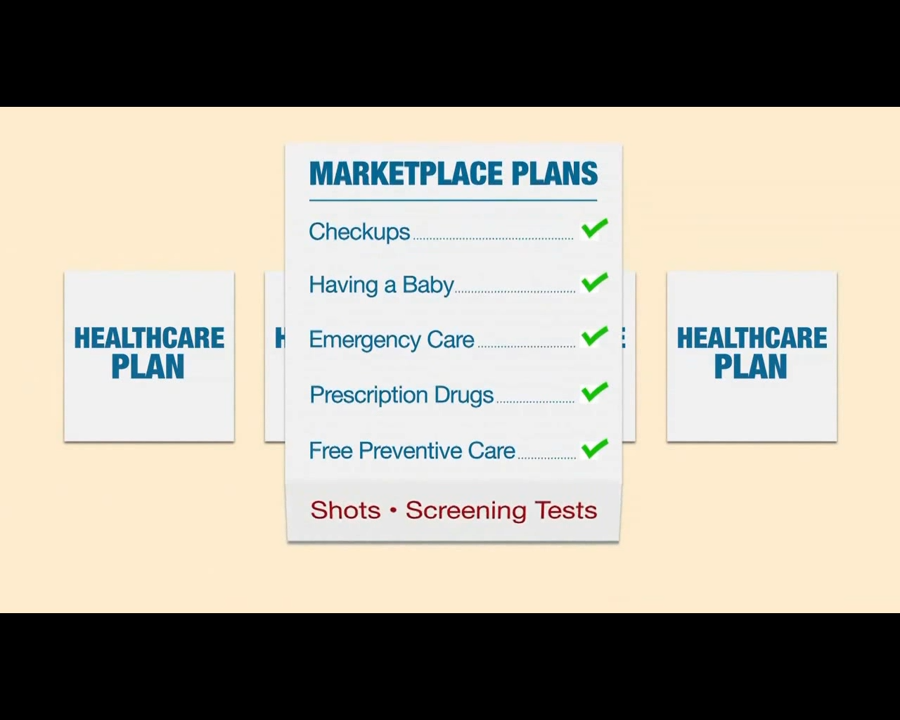 MARKETPLACE PLANS
Checkups
Having a Baby
Emergency Care
Prescription Drugs
Free Preventive Care
Shots • Screening Tests
HEALTHCARE
PLAN
HEALTHCARE
PLAN